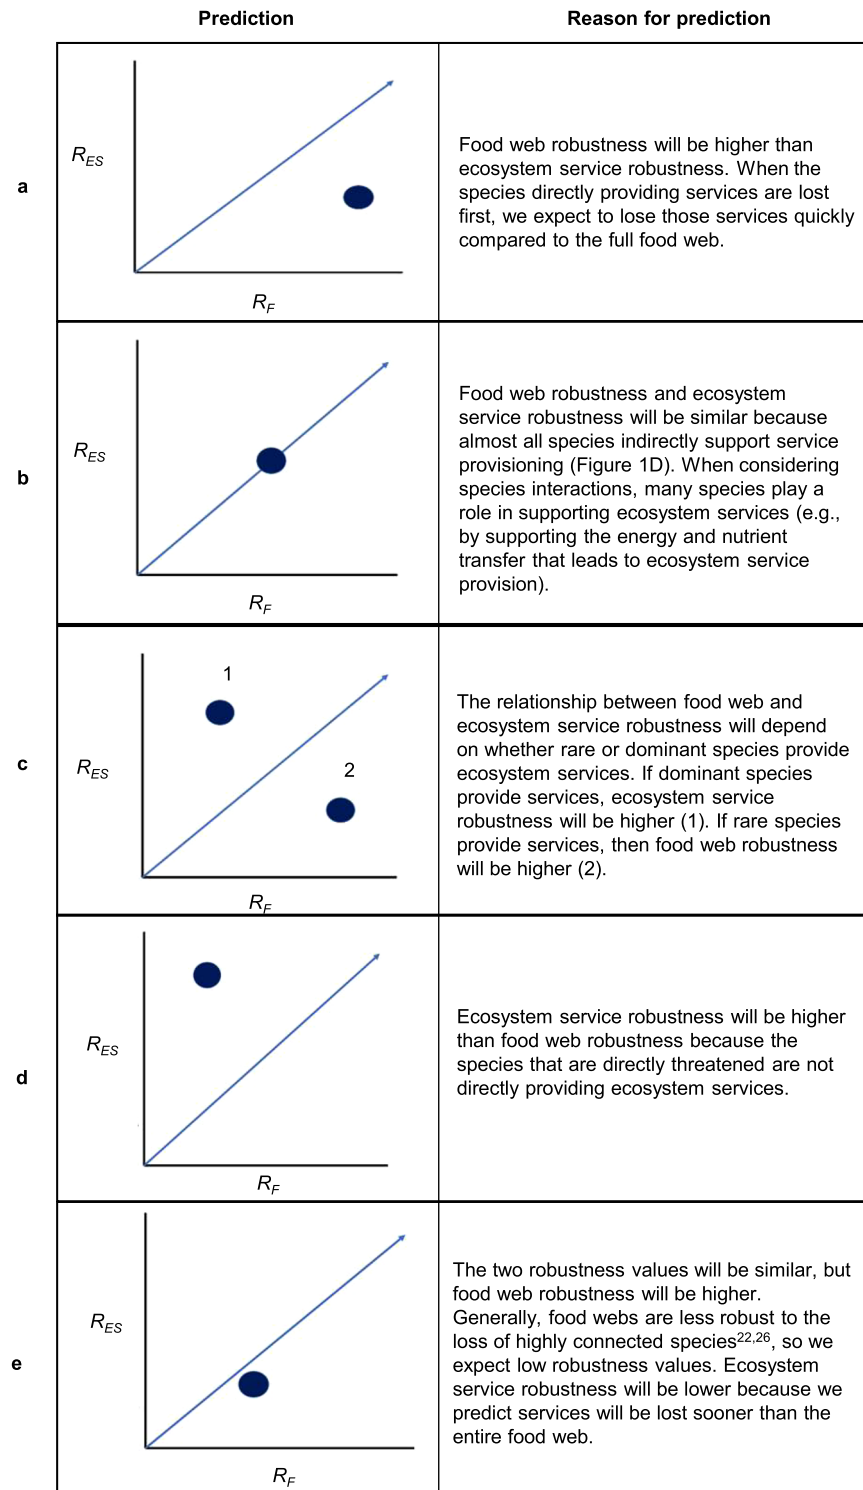 Prediction
Reason for prediction
a
R_ES
R_F
Food web robustness will be higher than
ecosystem service robustness. When the
species directly providing services are lost
first, we expect to lose those services quickly
compared to the full food web.
b
R_ES
R_F
Food web robustness and ecosystem
service robustness will be similar because
almost all species indirectly support service
provisioning (Figure 1D). When considering
species interactions, many species play a
role in supporting ecosystem services (e.g.,
by supporting the energy and nutrient
transfer that leads to ecosystem service
provision).
c
1
2
R_ES
R_F
The relationship between food web and
ecosystem service robustness will depend
on whether rare or dominant species provide
ecosystem services. If dominant species
provide services, ecosystem service
robustness will be higher (1). If rare species
provide services, then food web robustness
will be higher (2).
d
R_ES
R_F
Ecosystem service robustness will be higher
than food web robustness because the
species that are directly threatened are not
directly providing ecosystem services.
e
R_ES
R_F
The two robustness values will be similar, but
food web robustness will be higher.
Generally, food webs are less robust to the
loss of highly connected species22,26, so we
expect low robustness values. Ecosystem
service robustness will be lower because we
predict services will be lost sooner than the
entire food web.